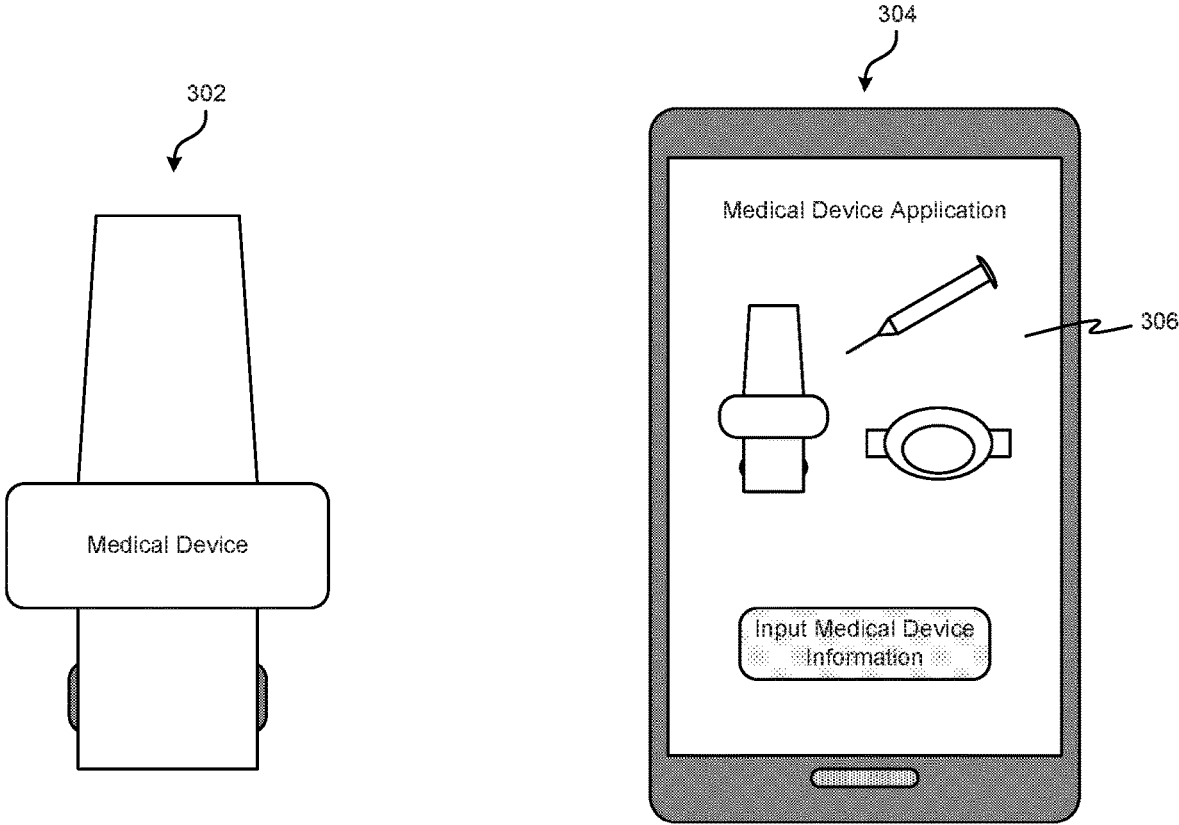 304
302
Medical Device Application
306
Medical Device
Input Medical Device
Information